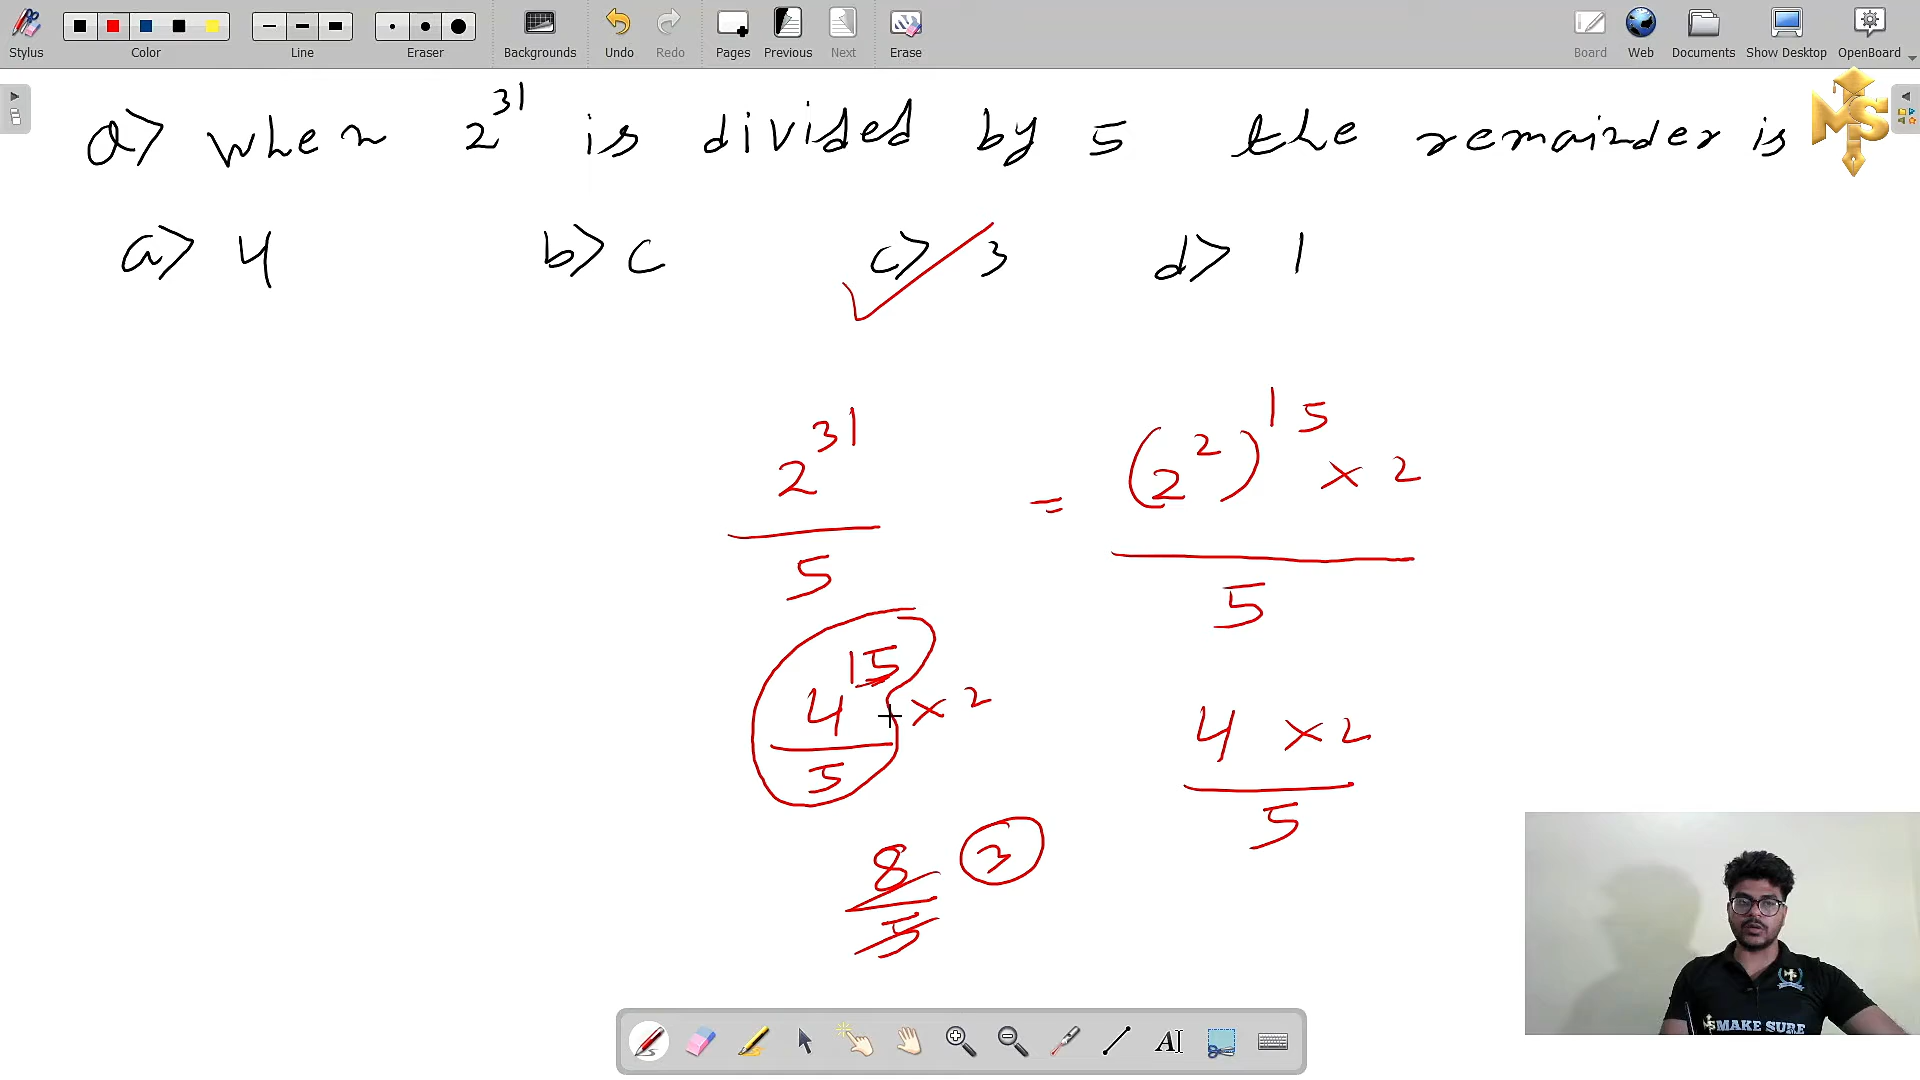 Stylus Color Line Eraser Backgrounds Undo Redo Pages Previous Next Erase Board Web Documents Show Desktop OpenBoard
Q> when 2^31 is divided by 5 the remainder is
MS
a> 4 b> c c> 3 d> 1
2^31 / 5 = (2^2)^15 × 2 / 5
4^15 / 5 × 2
4 × 2 / 5
8 / 5 3
MAKE SURE